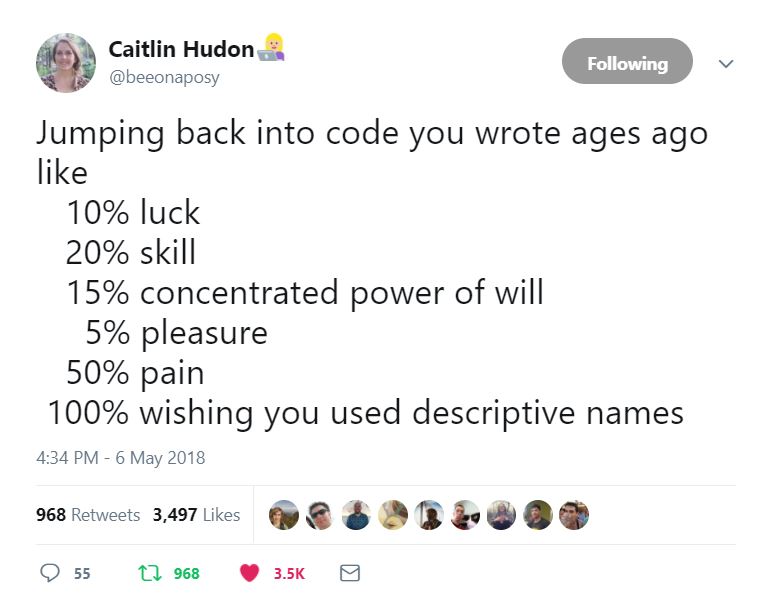 Caitlin Hudon
@beeonaposy
Following
Jumping back into code you wrote ages ago
like
10% luck
20% skill
15% concentrated power of will
5% pleasure
50% pain
100% wishing you used descriptive names
4:34 PM - 6 May 2018
968 Retweets 3,497 Likes
55 968 3.5K